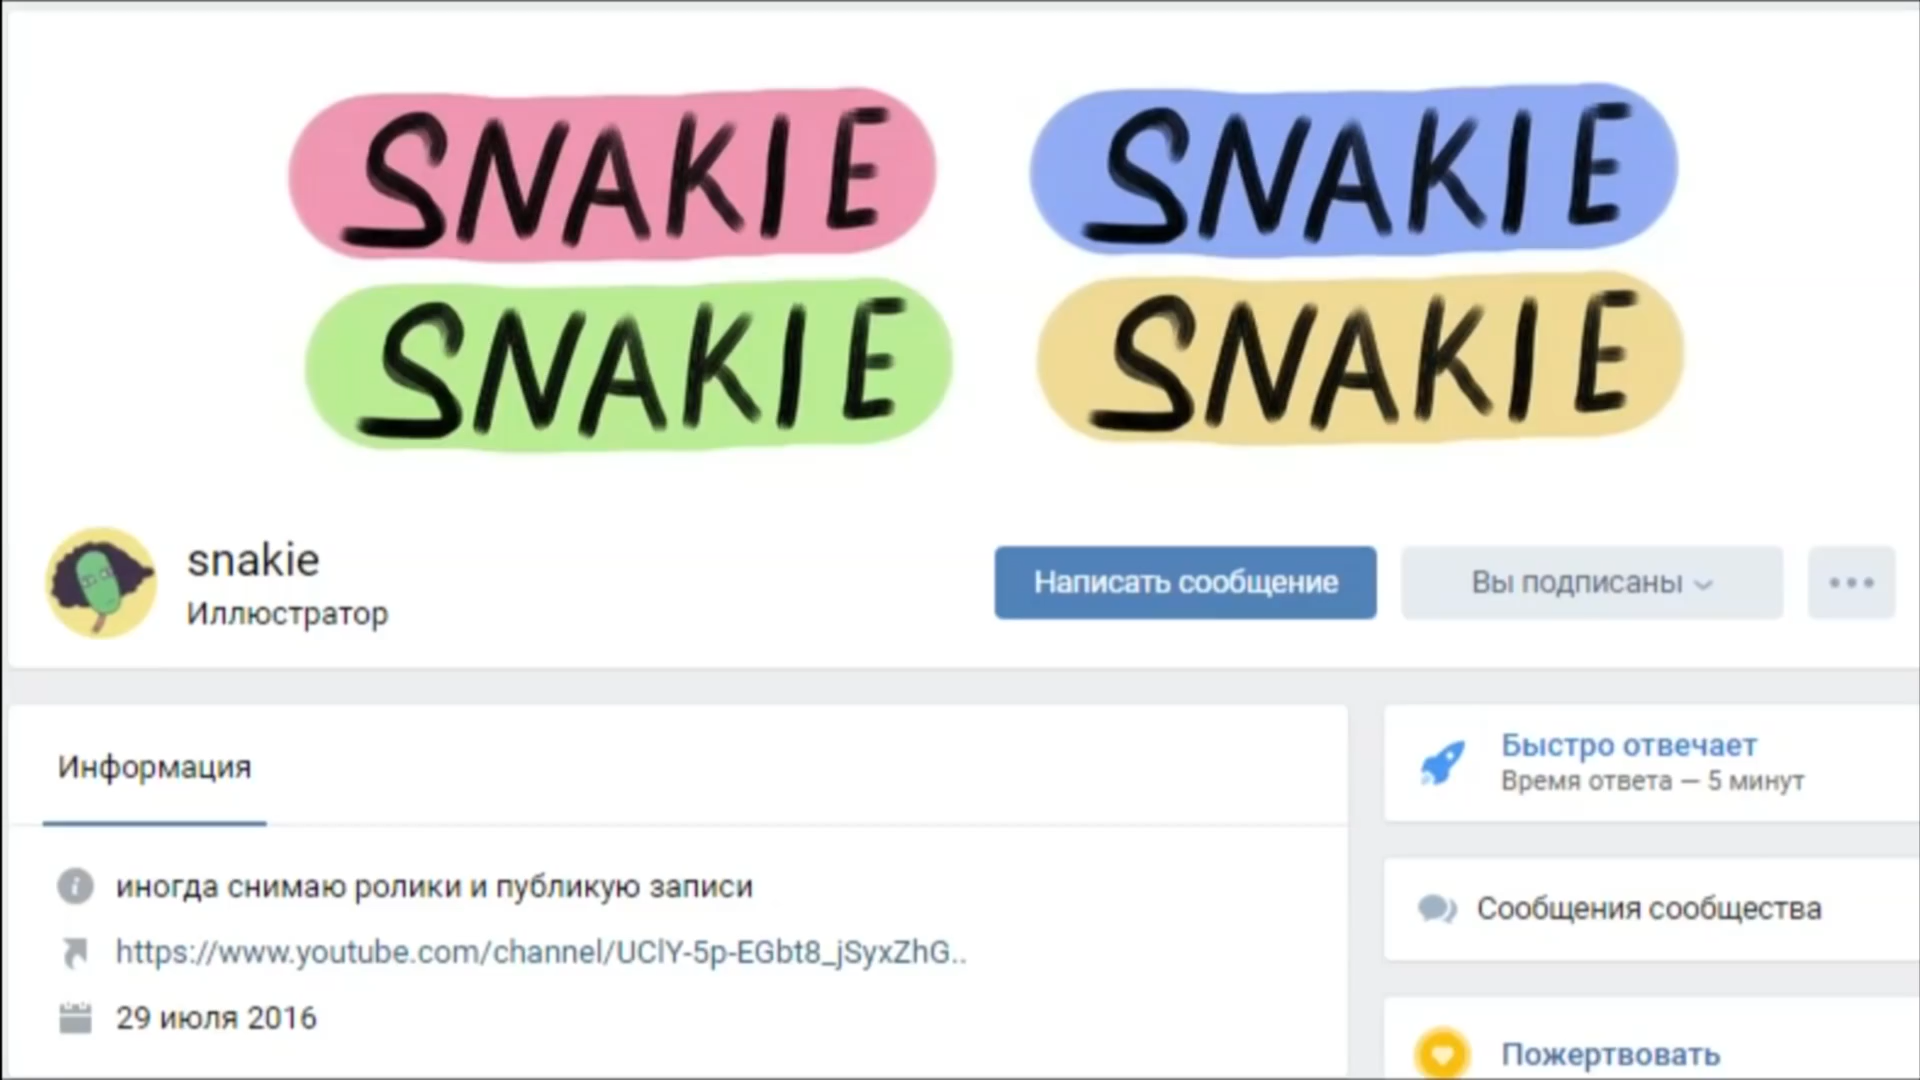 SNAKIE SNAKIE
SNAKIE SNAKIE
snakie
Иллюстратор
Написать сообщение
Вы подписаны
Информация
иногда снимаю ролики и публикую записи
https://www.youtube.com/channel/UClY-5p-EGbt8_jSyxZhG..
29 июля 2016
Быстро отвечает
Время ответа — 5 минут
Сообщения сообщества
Пожертвовать